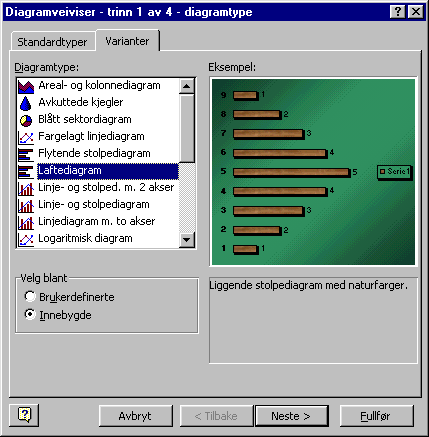 Diagramveiviser - trinn 1 av 4 - diagramtype
Standardtyper
Varianter
Diagramtype:
Areal- og kolonnediagram
Avkuttede kjegler
Blått sektordiagram
Fargelagt linjediagram
Flytende stolpediagram
Laftediagram
Linje- og stolped. m. 2 akser
Linje- og stolpediagram
Linjediagram m. to akser
Logaritmisk diagram
Velg blant
Brukerdefinerte
Innebygde
Eksempel:
9 1
8 2
7 3
6 4
5 5
4 4
3 3
2 2
1 1
Serie1
Liggende stolpediagram med naturfarger.
?
Avbryt
< Tilbake
Neste >
Fullfør